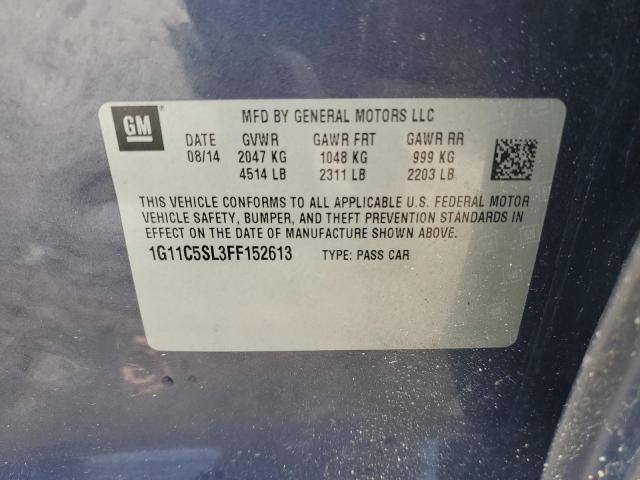 GM
®
MFD BY GENERAL MOTORS LLC
DATE GVWR GAWR FRT GAWR RR
08/14 2047 KG 1048 KG 999 KG
4514 LB 2311 LB 2203 LB
THIS VEHICLE CONFORMS TO ALL APPLICABLE U.S. FEDERAL MOTOR
VEHICLE SAFETY, BUMPER, AND THEFT PREVENTION STANDARDS IN
EFFECT ON THE DATE OF MANUFACTURE SHOWN ABOVE.
1G11C5SL3FF152613 TYPE: PASS CAR